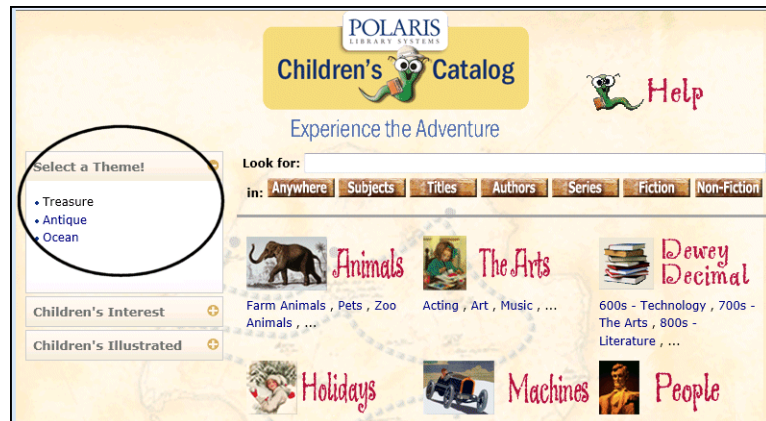 POLARIS
LIBRARY SYSTEMS
Children's Catalog
Help
Experience the Adventure
Select a Theme!
Treasure
Antique
Ocean
Children's Interest
Children's Illustrated
Look for:
in: Anywhere Subjects Titles Authors Series Fiction Non-Fiction
Animals
Farm Animals , Pets , Zoo
Animals , ...
The Arts
Acting , Art , Music , ...
Dewey
Decimal
600s - Technology , 700s -
The Arts , 800s -
Literature , ...
Holidays
Machines
People